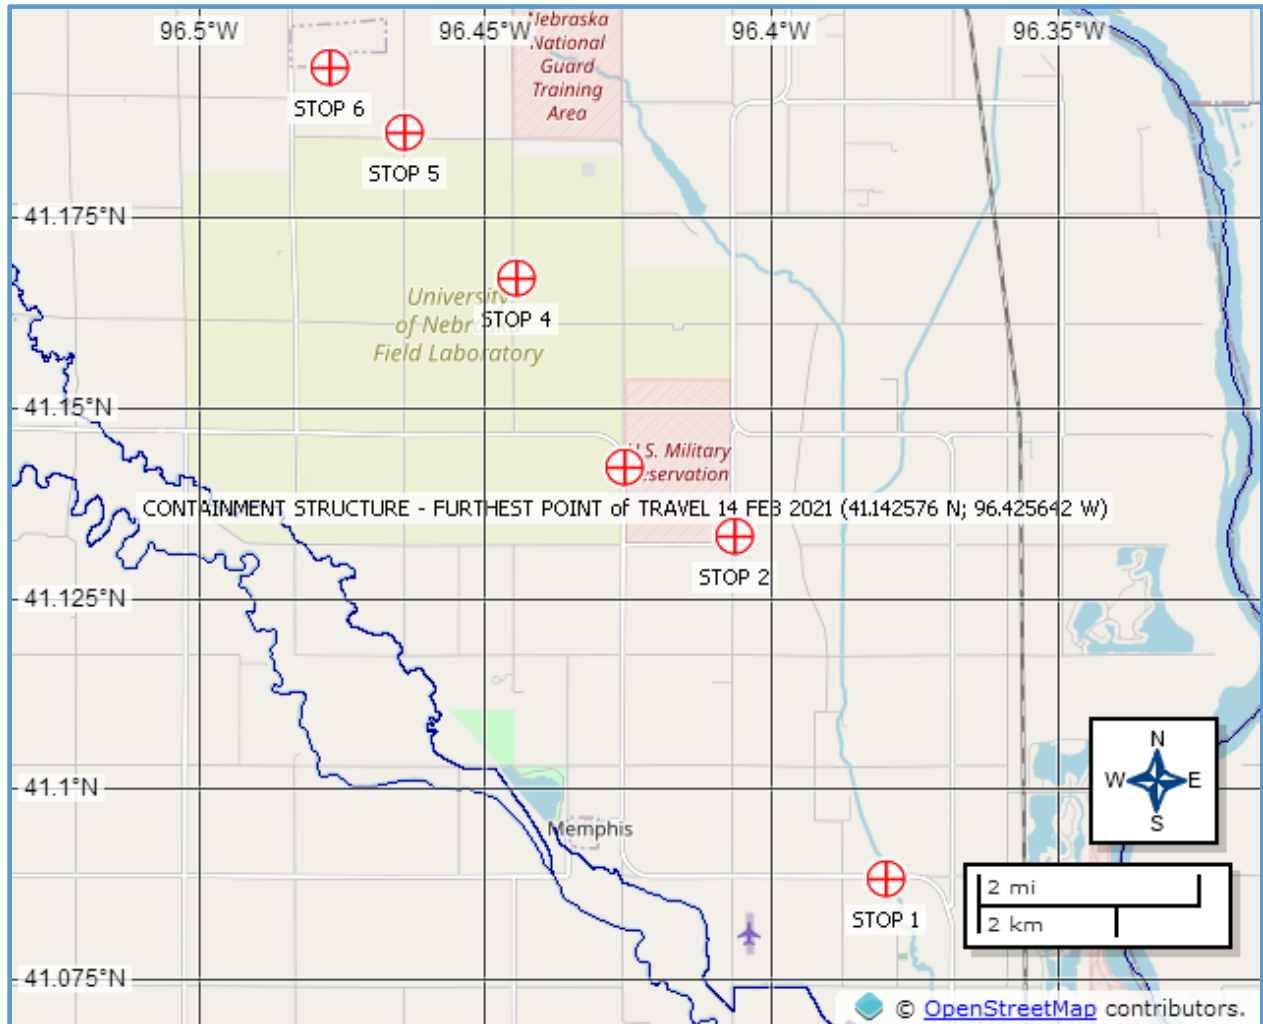 96.5°W 96.45°W 96.4°W 96.35°W
Nebraska
National
Guard
Training
Area
STOP 6
STOP 5
41.175°N
University
of Nebr
Field Laboratory
STOP 4
41.15°N
U.S. Military
eservation
CONTAINMENT STRUCTURE - FURTHEST POINT of TRAVEL 14 FEB 2021 (41.142576 N; 96.425642 W)
STOP 2
41.125°N
N
W E
S
41.1°N
Memphis
2 mi
2 km
STOP 1
41.075°N
© OpenStreetMap contributors.